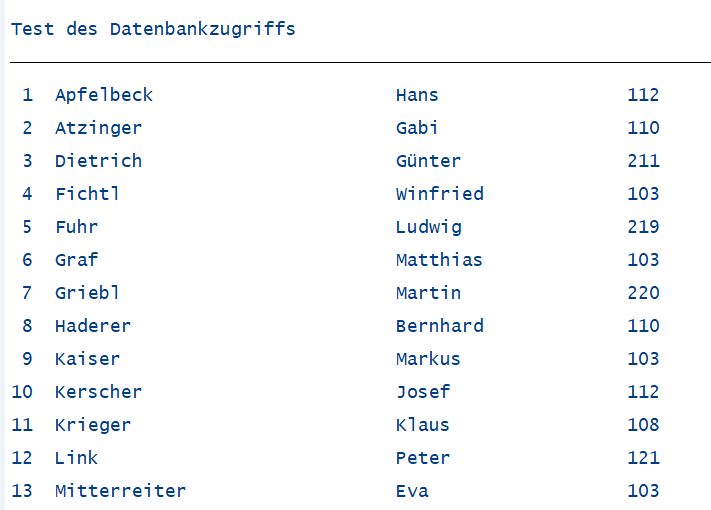 Test des Datenbankzugriffs
1 Apfelbeck Hans 112
2 Atzinger Gabi 110
3 Dietrich Günter 211
4 Fichtl Winfried 103
5 Fuhr Ludwig 219
6 Graf Matthias 103
7 Griebl Martin 220
8 Haderer Bernhard 110
9 Kaiser Markus 103
10 Kerscher Josef 112
11 Krieger Klaus 108
12 Link Peter 121
13 Mitterreiter Eva 103